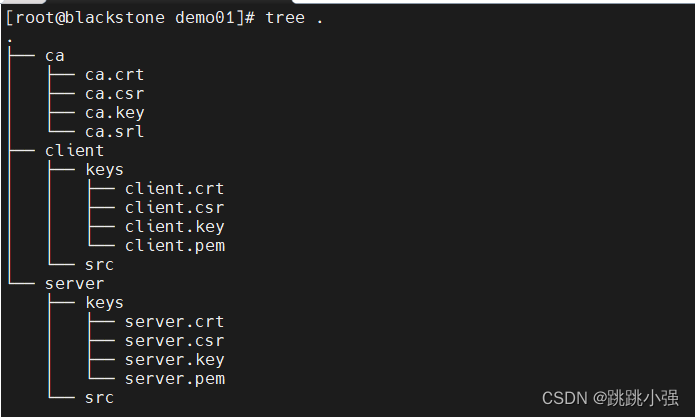 [root@blackstone demo01]# tree .
.
├── ca
│   ├── ca.crt
│   ├── ca.csr
│   ├── ca.key
│   └── ca.srl
├── client
│   ├── keys
│   │   ├── client.crt
│   │   ├── client.csr
│   │   ├── client.key
│   │   └── client.pem
│   └── src
└── server
    ├── keys
    │   ├── server.crt
    │   ├── server.csr
    │   ├── server.key
    │   └── server.pem
    └── src
CSDN @跳跳小强